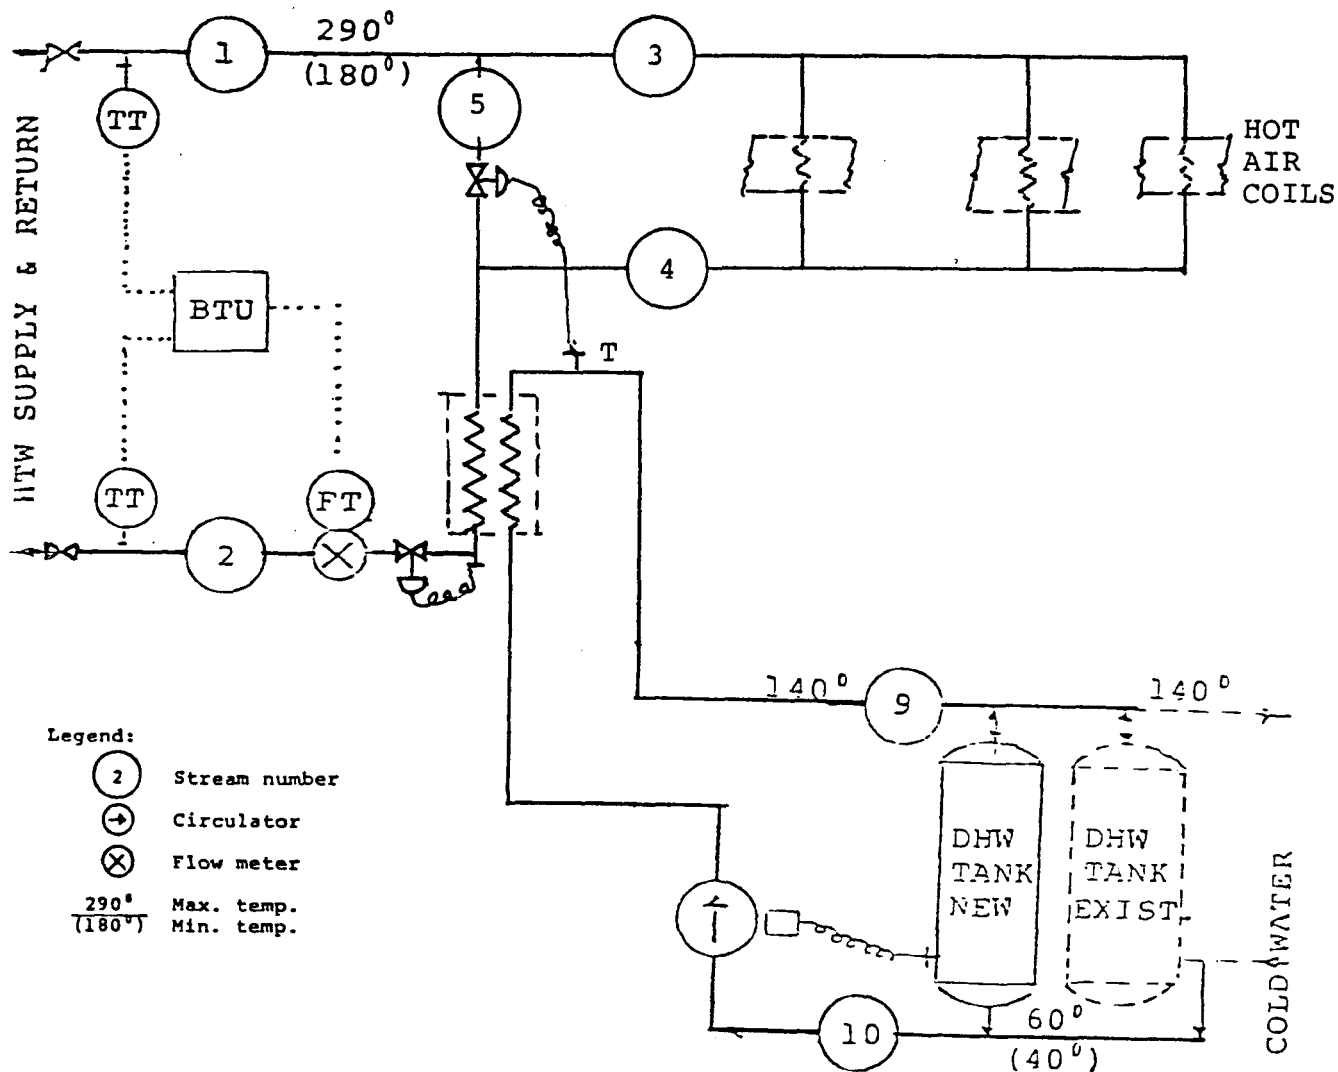 1
290°
(180°)
3
5
TT
HTW SUPPLY & RETURN
HOT
AIR
COILS
4
BTU
T
TT
FT
2
140°
9
140°
Legend:
2 Stream number
Circulator
Flow meter
290° Max. temp.
(180°) Min. temp.
DHW
TANK
NEW
DHW
TANK
EXIST
COLD WATER
10
60°
(40°)